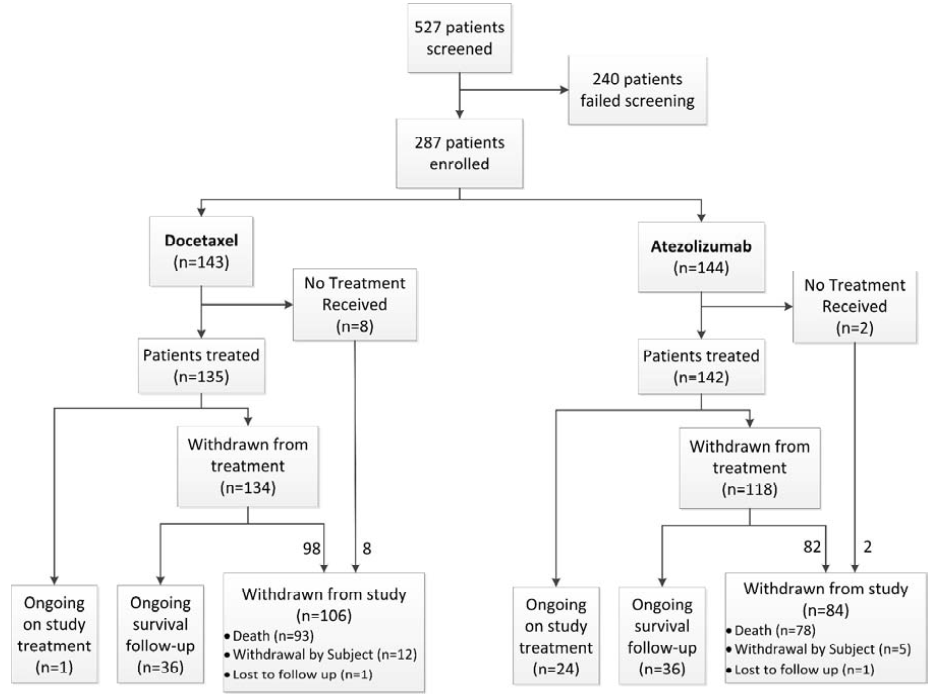 527 patients
screened
240 patients
failed screening
287 patients
enrolled
Docetaxel
(n=143)
No Treatment
Received
(n=8)
Patients treated
(n=135)
Withdrawn from
treatment
(n=134)
98
8
Ongoing
on study
treatment
(n=1)
Ongoing
survival
follow-up
(n=36)
Withdrawn from study
(n=106)
• Death (n=93)
• Withdrawal by Subject (n=12)
• Lost to follow up (n=1)
Atezolizumab
(n=144)
No Treatment
Received
(n=2)
Patients treated
(n=142)
Withdrawn from
treatment
(n=118)
82
2
Ongoing
on study
treatment
(n=24)
Ongoing
survival
follow-up
(n=36)
Withdrawn from study
(n=84)
• Death (n=78)
• Withdrawal by Subject (n=5)
• Lost to follow up (n=1)